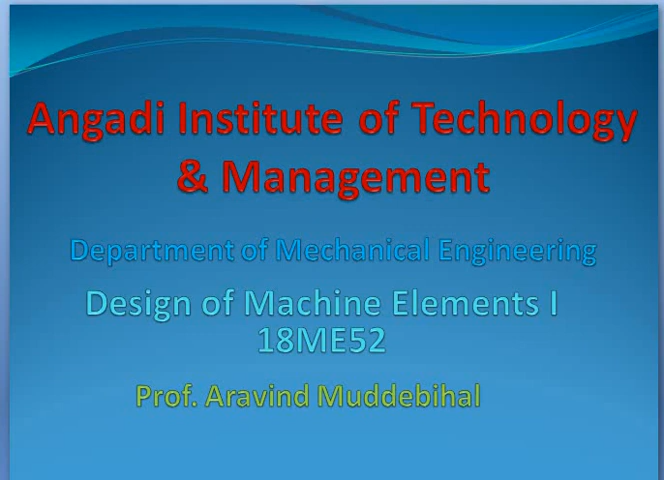 Angadi Institute of Technology
& Management
Department of Mechanical Engineering
Design of Machine Elements I
18ME52
Prof. Aravind Muddebihal